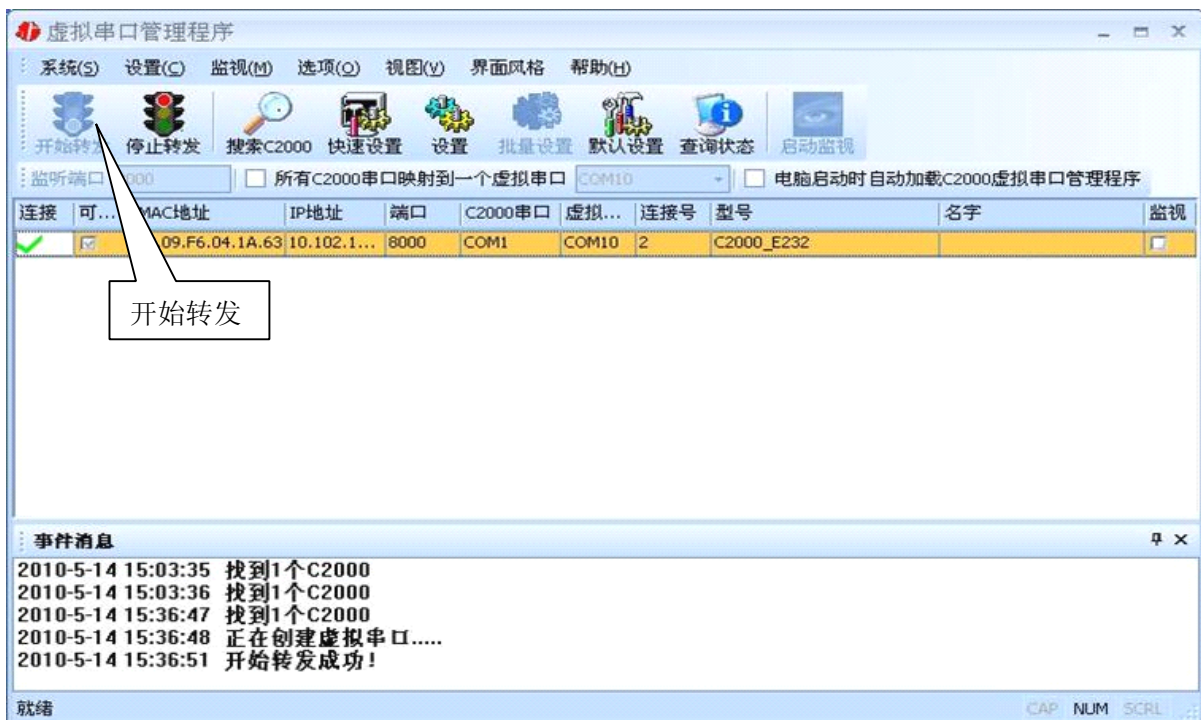 虚拟串口管理程序
系统(S) 设置(C) 监视(M) 选项(O) 视图(V) 界面风格 帮助(H)
开始转发 停止转发 搜索C2000 快速设置 设置 批量设置 默认设置 查询状态 启动监视
监听端口 所有C2000串口映射到一个虚拟串口 COM10 电脑启动时自动加载C2000虚拟串口管理程序
连接 可... MAC地址 IP地址 端口 C2000串口 虚拟... 连接号 型号 名字 监视
09.F6.04.1A.63 10.102.1... 8000 COM1 COM10 2 C2000_E232
开始转发
事件消息
2010-5-14 15:03:35 找到1个C2000
2010-5-14 15:03:36 找到1个C2000
2010-5-14 15:36:47 找到1个C2000
2010-5-14 15:36:48 正在创建虚拟串口.....
2010-5-14 15:36:51 开始转发成功!
就绪 CAP NUM SCRL